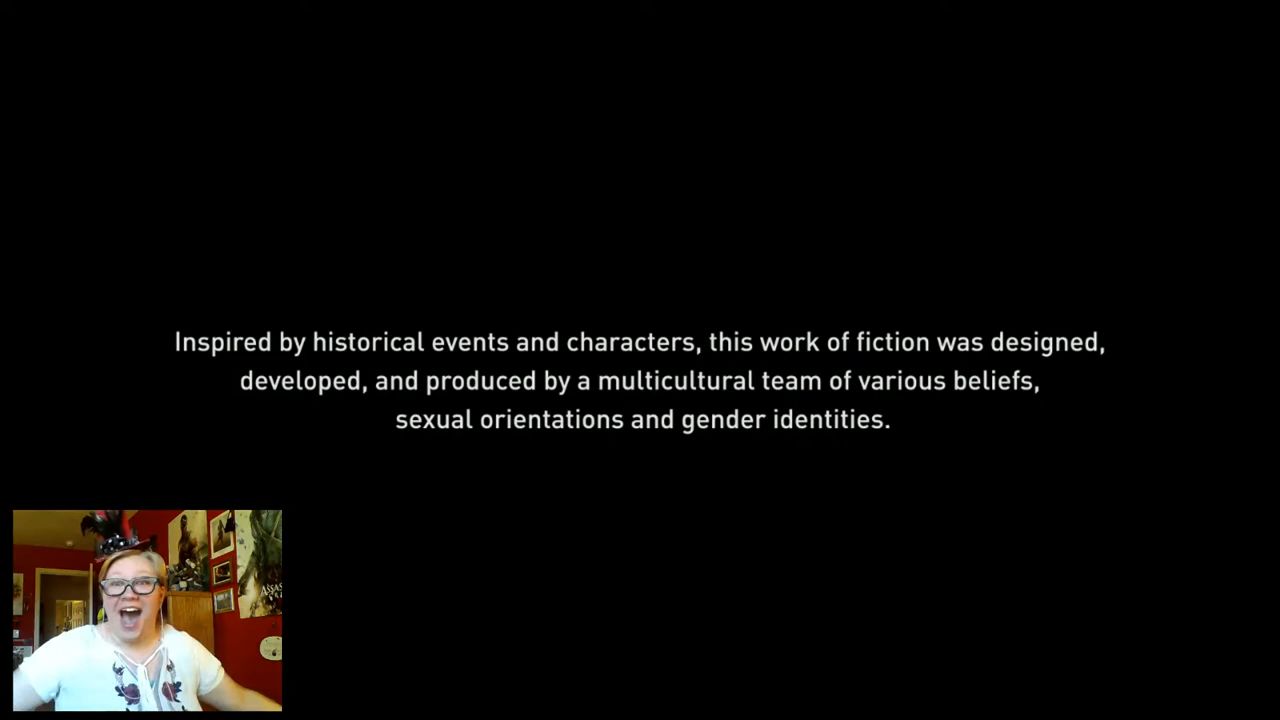 Inspired by historical events and characters, this work of fiction was designed,
developed, and produced by a multicultural team of various beliefs,
sexual orientations and gender identities.
ASSAS